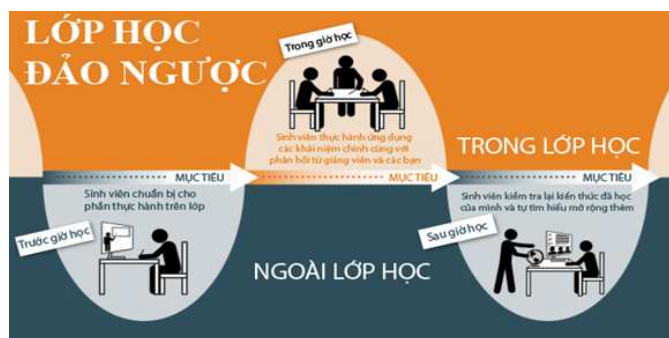 LỚP HỌC
ĐẢO NGƯỢC
Trong giờ học
Sinh viên thực hành ứng dụng
các khái niệm chính cùng với
phản hồi từ giảng viên và các bạn
TRONG LỚP HỌC
MỤC TIÊU
MỤC TIÊU
MỤC TIÊU
Sinh viên chuẩn bị cho
phần thực hành trên lớp
Trước giờ học
Sinh viên kiểm tra lại kiến thức đã học
của mình và tự tìm hiểu mở rộng thêm
Sau giờ học
NGOÀI LỚP HỌC